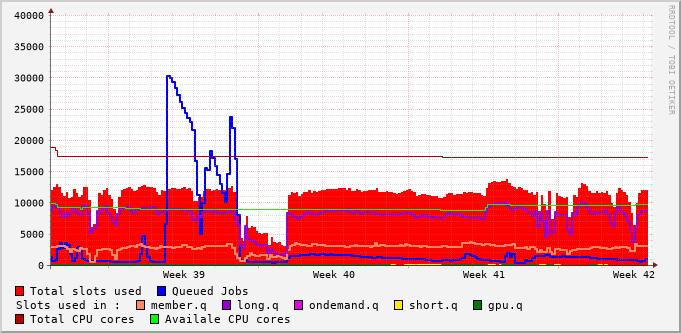 40000
35000
30000
25000
20000
15000
10000
5000
0
Week 39 Week 40 Week 41 Week 42
RRDTOOL / TOBI OETIKER
Total slots used Queued Jobs
Slots used in : member.q long.q ondemand.q short.q gpu.q
Total CPU cores Availale CPU cores